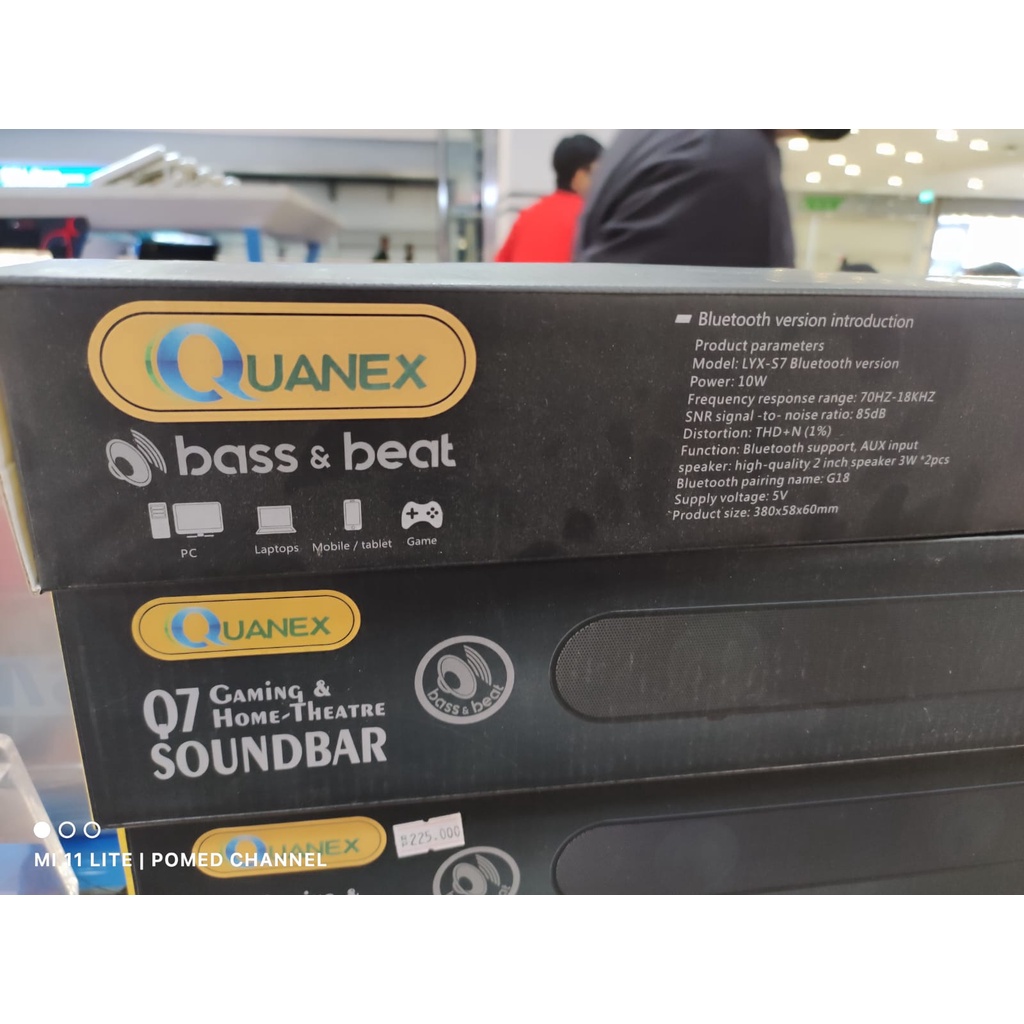 QUANEX
bass & beat
PC
Laptops
Mobile / tablet
Game
Bluetooth version introduction
Product parameters
Model: LYX-S7 Bluetooth version
Power: 10W
Frequency response range: 70HZ-18KHZ
SNR signal -to- noise ratio: 85dB
Distortion: THD+N (1%)
Function: Bluetooth support, AUX input
speaker: high-quality 2 inch speaker 3W *2pcs
Bluetooth pairing name: G18
Supply voltage: 5V
Product size: 380x58x60mm
QUANEX
Q7 GAMING &
HOME-THEATRE
SOUNDBAR
bass & beat
QUANEX
225.000
MI 11 LITE | POMED CHANNEL